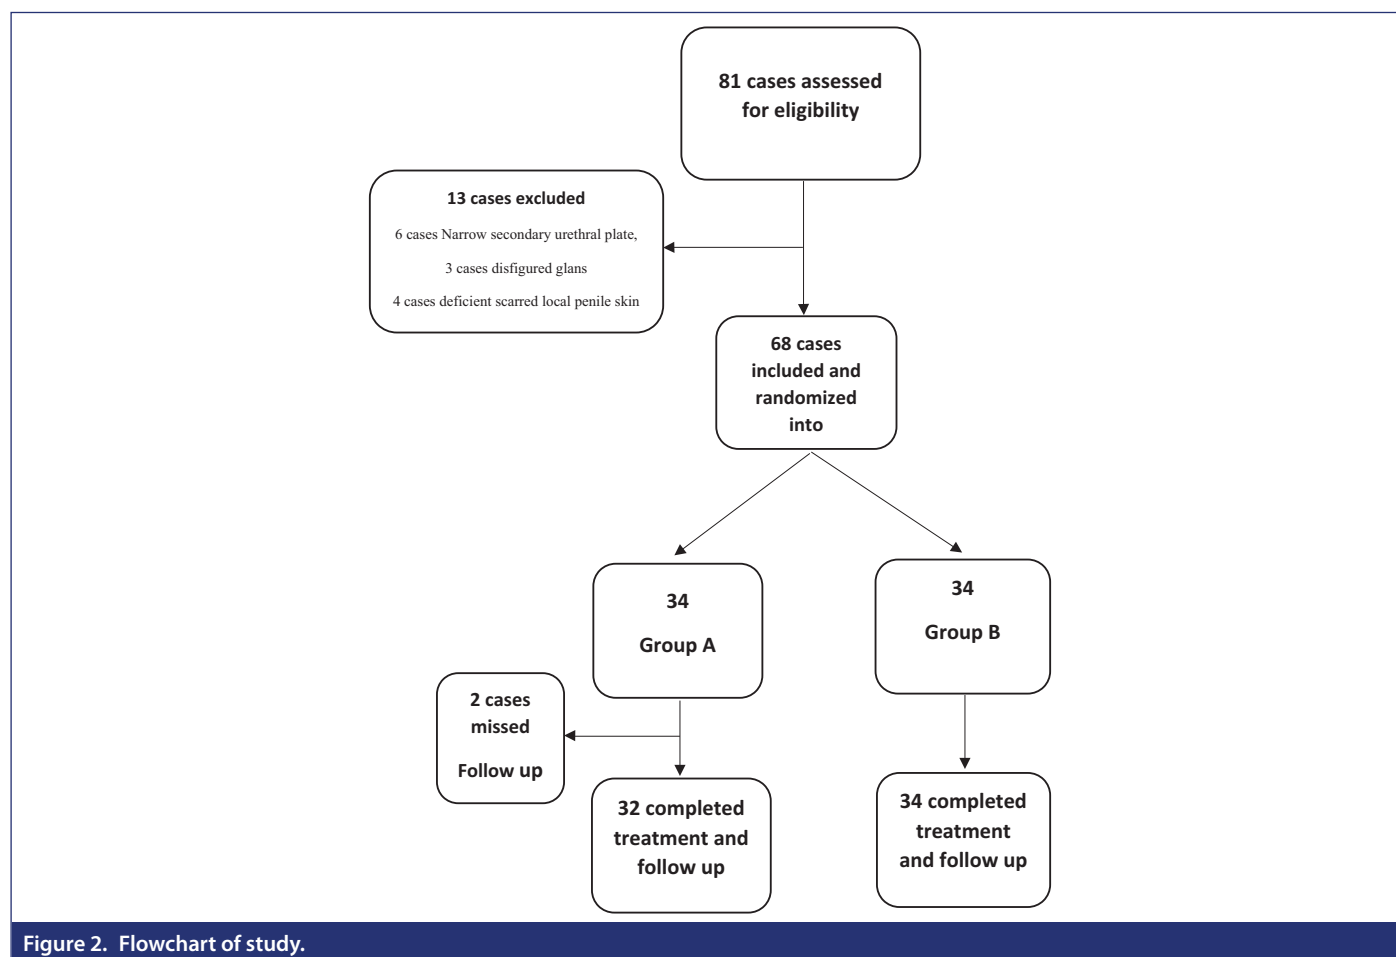 81 cases assessed
for eligibility
13 cases excluded
6 cases Narrow secondary urethral plate,
3 cases disfigured glans
4 cases deficient scarred local penile skin
68 cases
included and
randomized
into
34
Group A
34
Group B
2 cases
missed
Follow up
32 completed
treatment and
follow up
34 completed
treatment
and follow up
Figure 2. Flowchart of study.